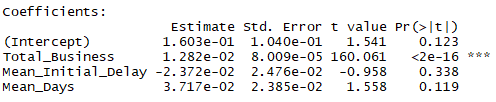 Coefficients:
Estimate Std. Error t value Pr(>|t|)
(Intercept) 1.603e-01 1.040e-01 1.541 0.123
Total_Business 1.282e-02 8.009e-05 160.061 <2e-16 ***
Mean_Initial_Delay -2.372e-02 2.476e-02 -0.958 0.338
Mean_Days 3.717e-02 2.385e-02 1.558 0.119